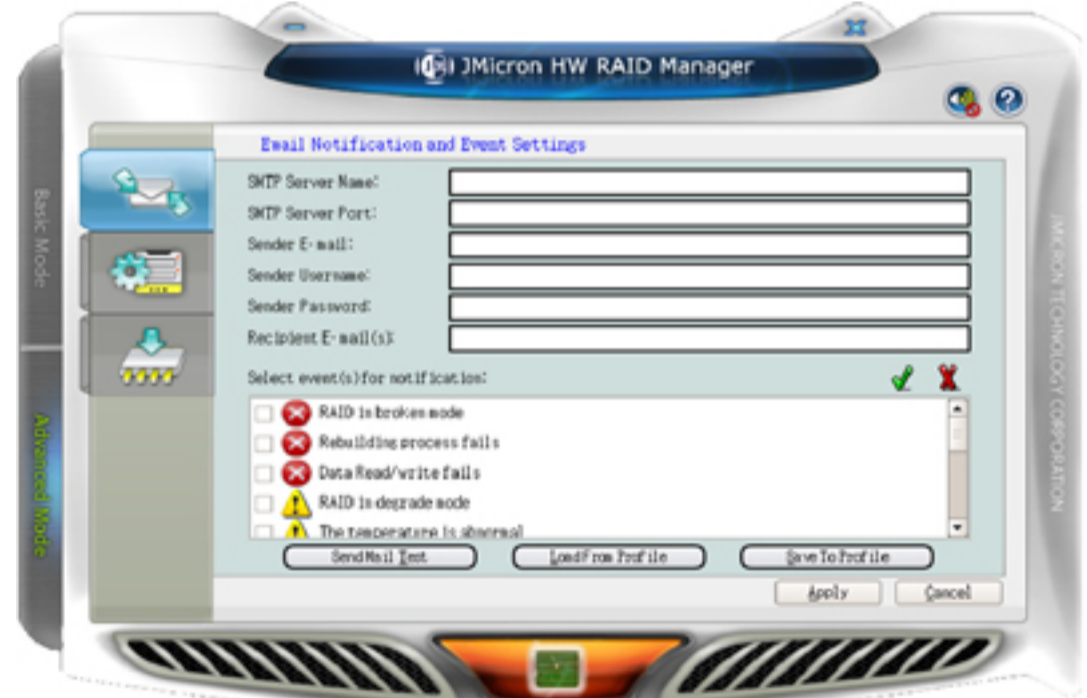 JMicron HW RAID Manager
Email Notification and Event Settings
SMTP Server Name:
SMTP Server Port:
Sender E-mail:
Sender Username:
Sender Password:
Recipient E-mail(s):
Select event(s)for notification:
RAID in broken mode
Rebuilding process fails
Data Read/write fails
RAID in degrade mode
The temperature is abnormal
Send Mail Test
Load From Profile
Save To Profile
Apply
Cancel
Basic Mode
Advanced Mode
JMICRON TECHNOLOGY CORPORATION